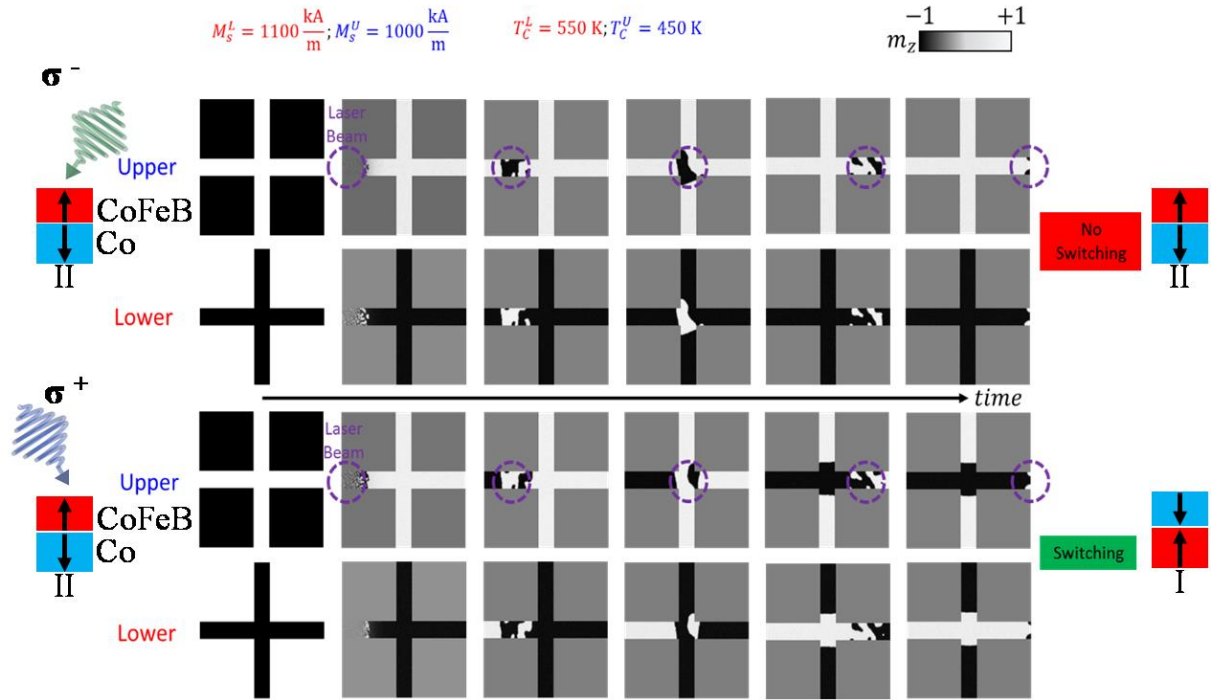 M_s^L = 1100 kA/m; M_s^U = 1000 kA/m
T_C^L = 550 K; T_C^U = 450 K
−1 +1
m_z
σ⁻
Laser
Beam
Upper
CoFeB
Co
II
No
Switching
II
Lower
σ⁺
time
Laser
Beam
Upper
CoFeB
Co
II
Switching
I
Lower